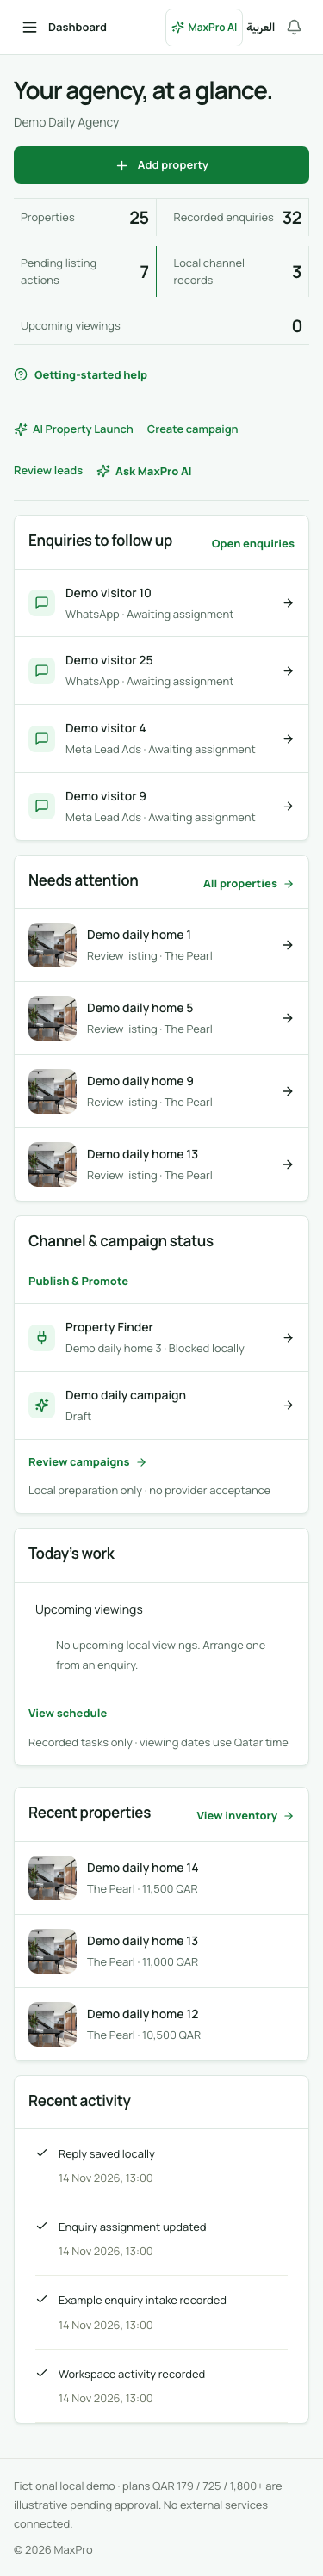 Dashboard
MaxPro AI
العربية
Your agency, at a glance.
Demo Daily Agency
Add property
Properties 25
Recorded enquiries 32
Pending listing
actions 7
Local channel
records 3
Upcoming viewings 0
Getting-started help
AI Property Launch
Create campaign
Review leads
Ask MaxPro AI
Enquiries to follow up
Open enquiries
Demo visitor 10
WhatsApp · Awaiting assignment
Demo visitor 25
WhatsApp · Awaiting assignment
Demo visitor 4
Meta Lead Ads · Awaiting assignment
Demo visitor 9
Meta Lead Ads · Awaiting assignment
Needs attention
All properties
Demo daily home 1
Review listing · The Pearl
Demo daily home 5
Review listing · The Pearl
Demo daily home 9
Review listing · The Pearl
Demo daily home 13
Review listing · The Pearl
Channel & campaign status
Publish & Promote
Property Finder
Demo daily home 3 · Blocked locally
Demo daily campaign
Draft
Review campaigns
Local preparation only · no provider acceptance
Today's work
Upcoming viewings
No upcoming local viewings. Arrange one
from an enquiry.
View schedule
Recorded tasks only · viewing dates use Qatar time
Recent properties
View inventory
Demo daily home 14
The Pearl · 11,500 QAR
Demo daily home 13
The Pearl · 11,000 QAR
Demo daily home 12
The Pearl · 10,500 QAR
Recent activity
Reply saved locally
14 Nov 2026, 13:00
Enquiry assignment updated
14 Nov 2026, 13:00
Example enquiry intake recorded
14 Nov 2026, 13:00
Workspace activity recorded
14 Nov 2026, 13:00
Fictional local demo · plans QAR 179 / 725 / 1,800+ are
illustrative pending approval. No external services
connected.
© 2026 MaxPro